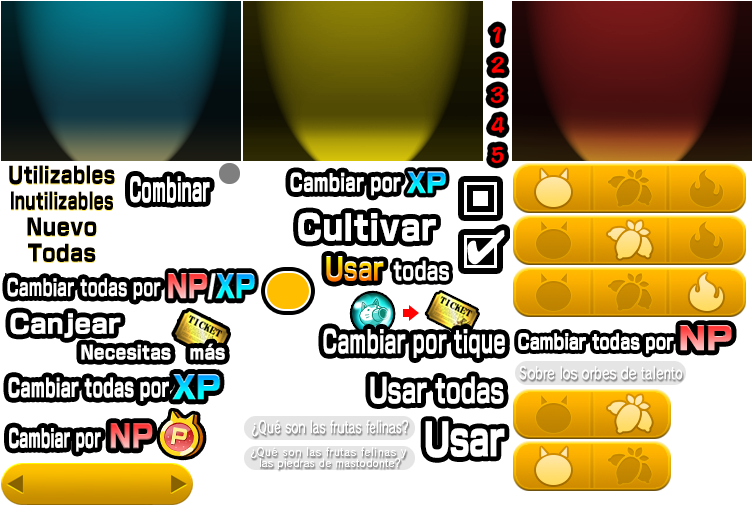 1
2
3
4
5
Utilizables
Inutilizables
Nuevo
Todas
Combinar
Cambiar por XP
Cultivar
Usar todas
Cambiar todas por NP/XP
Canjear
TICKET
Necesitas más
TICKET
Cambiar por tique
Cambiar todas por NP
Sobre los orbes de talento
Cambiar todas por XP
Usar todas
Cambiar por NP
P
¿Qué son las frutas felinas?
Usar
¿Qué son las frutas felinas y
las piedras de mastodonte?